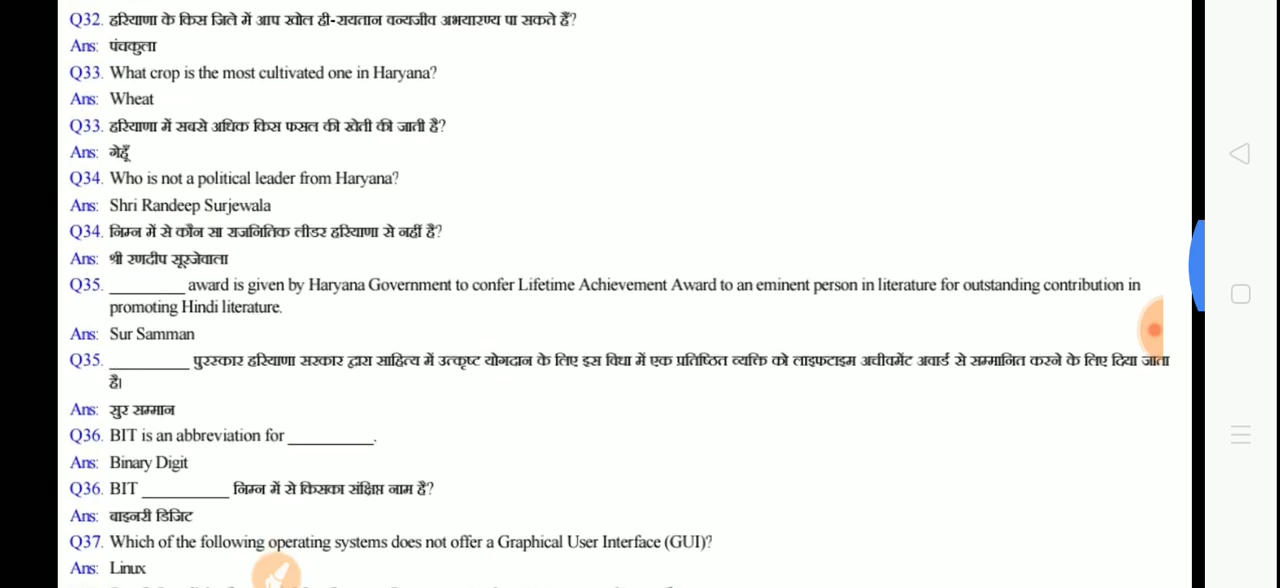 Q32. हरियाणा के किस जिले में आप खोल ही-रायतान वन्यजीव अभयारण्य पा सकते हैं?
Ans: पंचकुला
Q33. What crop is the most cultivated one in Haryana?
Ans: Wheat
Q33. हरियाणा में सबसे अधिक किस फसल की खेती की जाती है?
Ans: गेहूँ
Q34. Who is not a political leader from Haryana?
Ans: Shri Randeep Surjewala
Q34. निम्न में से कौन सा राजनितिक लीडर हरियाणा से नहीं है?
Ans: श्री रणदीप सूरजेवाला
Q35. _________ award is given by Haryana Government to confer Lifetime Achievement Award to an eminent person in literature for outstanding contribution in
promoting Hindi literature.
Ans: Sur Samman
Q35. _________ पुरस्कार हरियाणा सरकार द्वारा साहित्य में उत्कृष्ट योगदान के लिए इस विधा में एक प्रतिष्ठित व्यक्ति को लाइफटाइम अचीवमेंट अवार्ड से सम्मानित करने के लिए दिया जाता
है।
Ans: सुर सम्मान
Q36. BIT is an abbreviation for __________.
Ans: Binary Digit
Q36. BIT __________ निम्न में से किसका संक्षिप्त नाम है?
Ans: बाइनरी डिजिट
Q37. Which of the following operating systems does not offer a Graphical User Interface (GUI)?
Ans: Linux